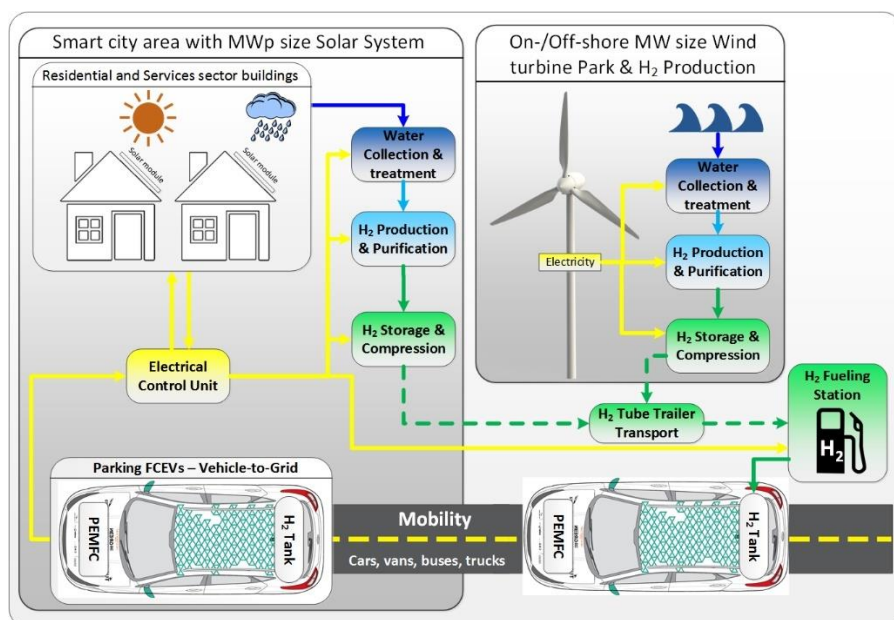 Smart city area with MWp size Solar System
Residential and Services sector buildings
Solar module
Solar module
Water
Collection &
treatment
H₂ Production
& Purification
H₂ Storage &
Compression
Electrical
Control Unit
On-/Off-shore MW size Wind
turbine Park & H₂ Production
Water
Collection &
treatment
Electricity
H₂ Production
& Purification
H₂ Storage &
Compression
H₂ Tube Trailer
Transport
H₂ Fueling
Station
H₂
Parking FCEVs – Vehicle-to-Grid
PEMFC
H₂ Tank
Mobility
Cars, vans, buses, trucks
PEMFC
H₂ Tank